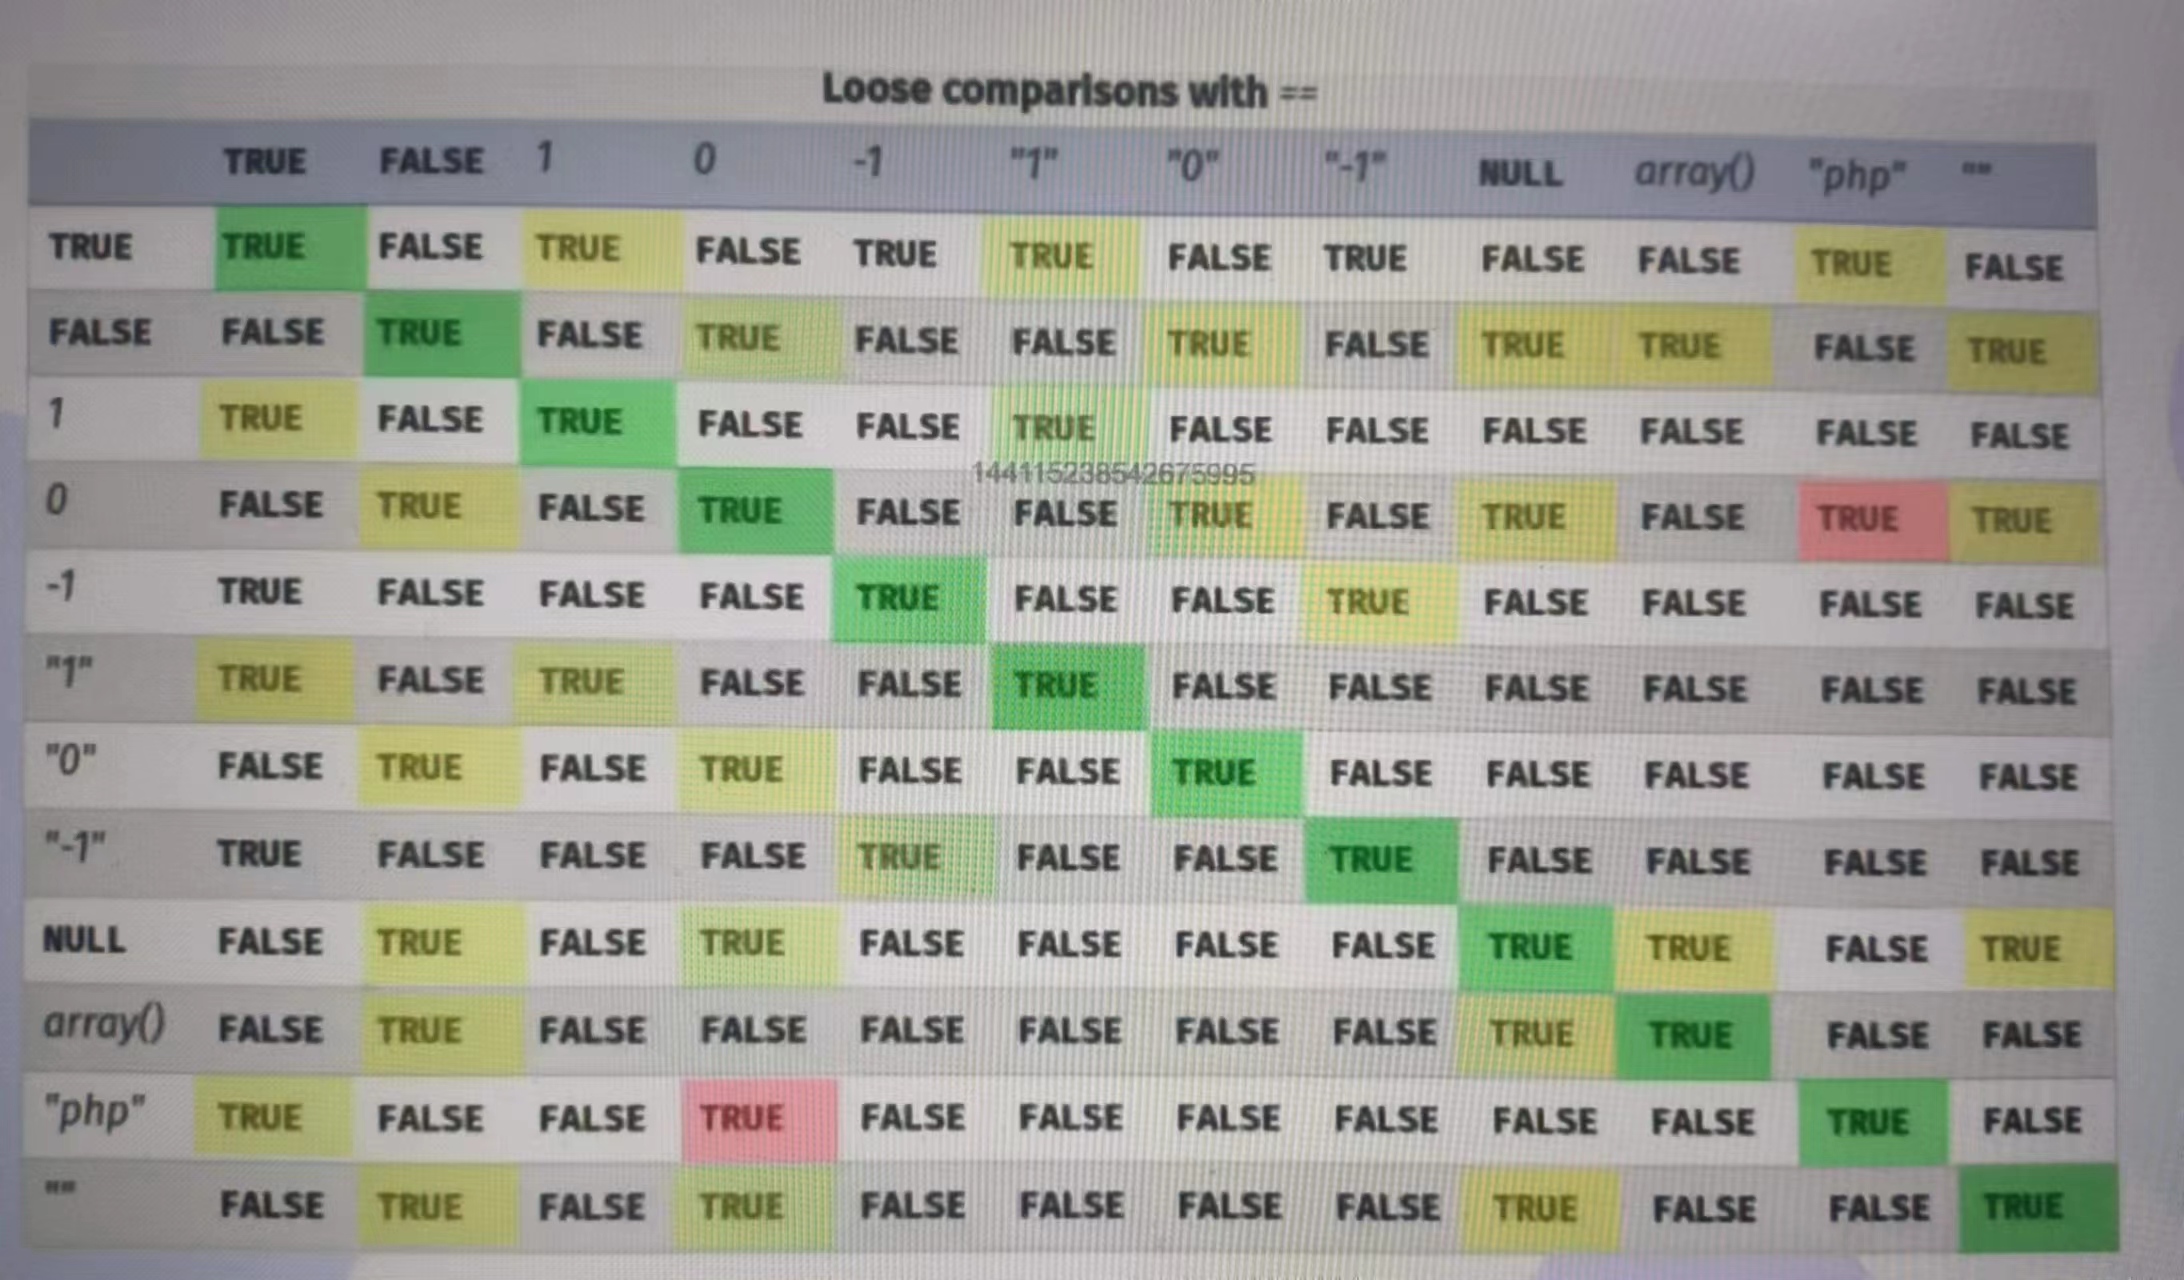 Loose comparisons with ==
TRUE FALSE 1 0 -1 "1" "0" "-1" NULL array() "php" ""
TRUE TRUE FALSE TRUE FALSE TRUE TRUE FALSE TRUE FALSE FALSE TRUE FALSE
FALSE FALSE TRUE FALSE TRUE FALSE FALSE TRUE FALSE TRUE TRUE FALSE TRUE
1 TRUE FALSE TRUE FALSE FALSE TRUE FALSE FALSE FALSE FALSE FALSE FALSE
144115238542675995
0 FALSE TRUE FALSE TRUE FALSE FALSE TRUE FALSE TRUE FALSE TRUE TRUE
-1 TRUE FALSE FALSE FALSE TRUE FALSE FALSE TRUE FALSE FALSE FALSE FALSE
"1" TRUE FALSE TRUE FALSE FALSE TRUE FALSE FALSE FALSE FALSE FALSE FALSE
"0" FALSE TRUE FALSE TRUE FALSE FALSE TRUE FALSE FALSE FALSE FALSE FALSE
"-1" TRUE FALSE FALSE FALSE TRUE FALSE FALSE TRUE FALSE FALSE FALSE FALSE
NULL FALSE TRUE FALSE TRUE FALSE FALSE FALSE FALSE TRUE TRUE FALSE TRUE
array() FALSE TRUE FALSE FALSE FALSE FALSE FALSE FALSE TRUE TRUE FALSE FALSE
"php" TRUE FALSE FALSE TRUE FALSE FALSE FALSE FALSE FALSE FALSE TRUE FALSE
"" FALSE TRUE FALSE TRUE FALSE FALSE FALSE FALSE TRUE FALSE FALSE TRUE